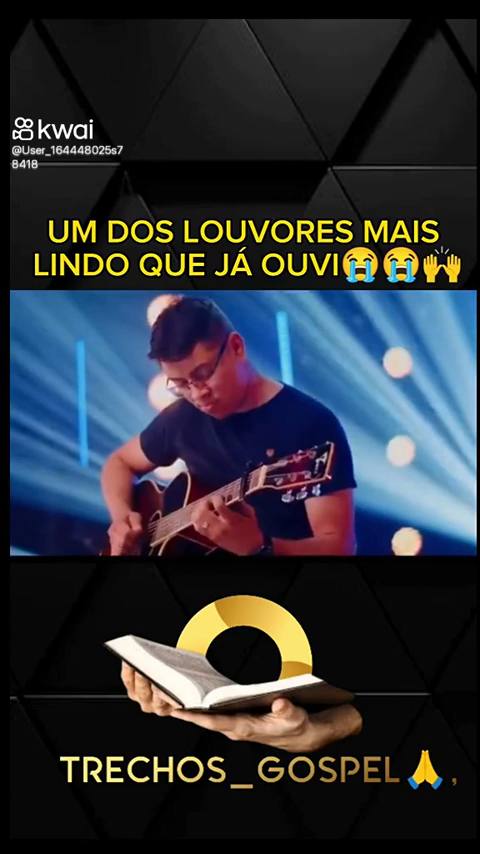 kwai
@User_164448025s7
8418
UM DOS LOUVORES MAIS
LINDO QUE JÁ OUVI😭😭🙌
TRECHOS_GOSPEL🙏,